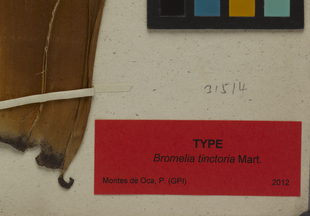 31514
TYPE
Bromelia tinctoria Mart.
Montes de Oca, P. (GPI)
2012